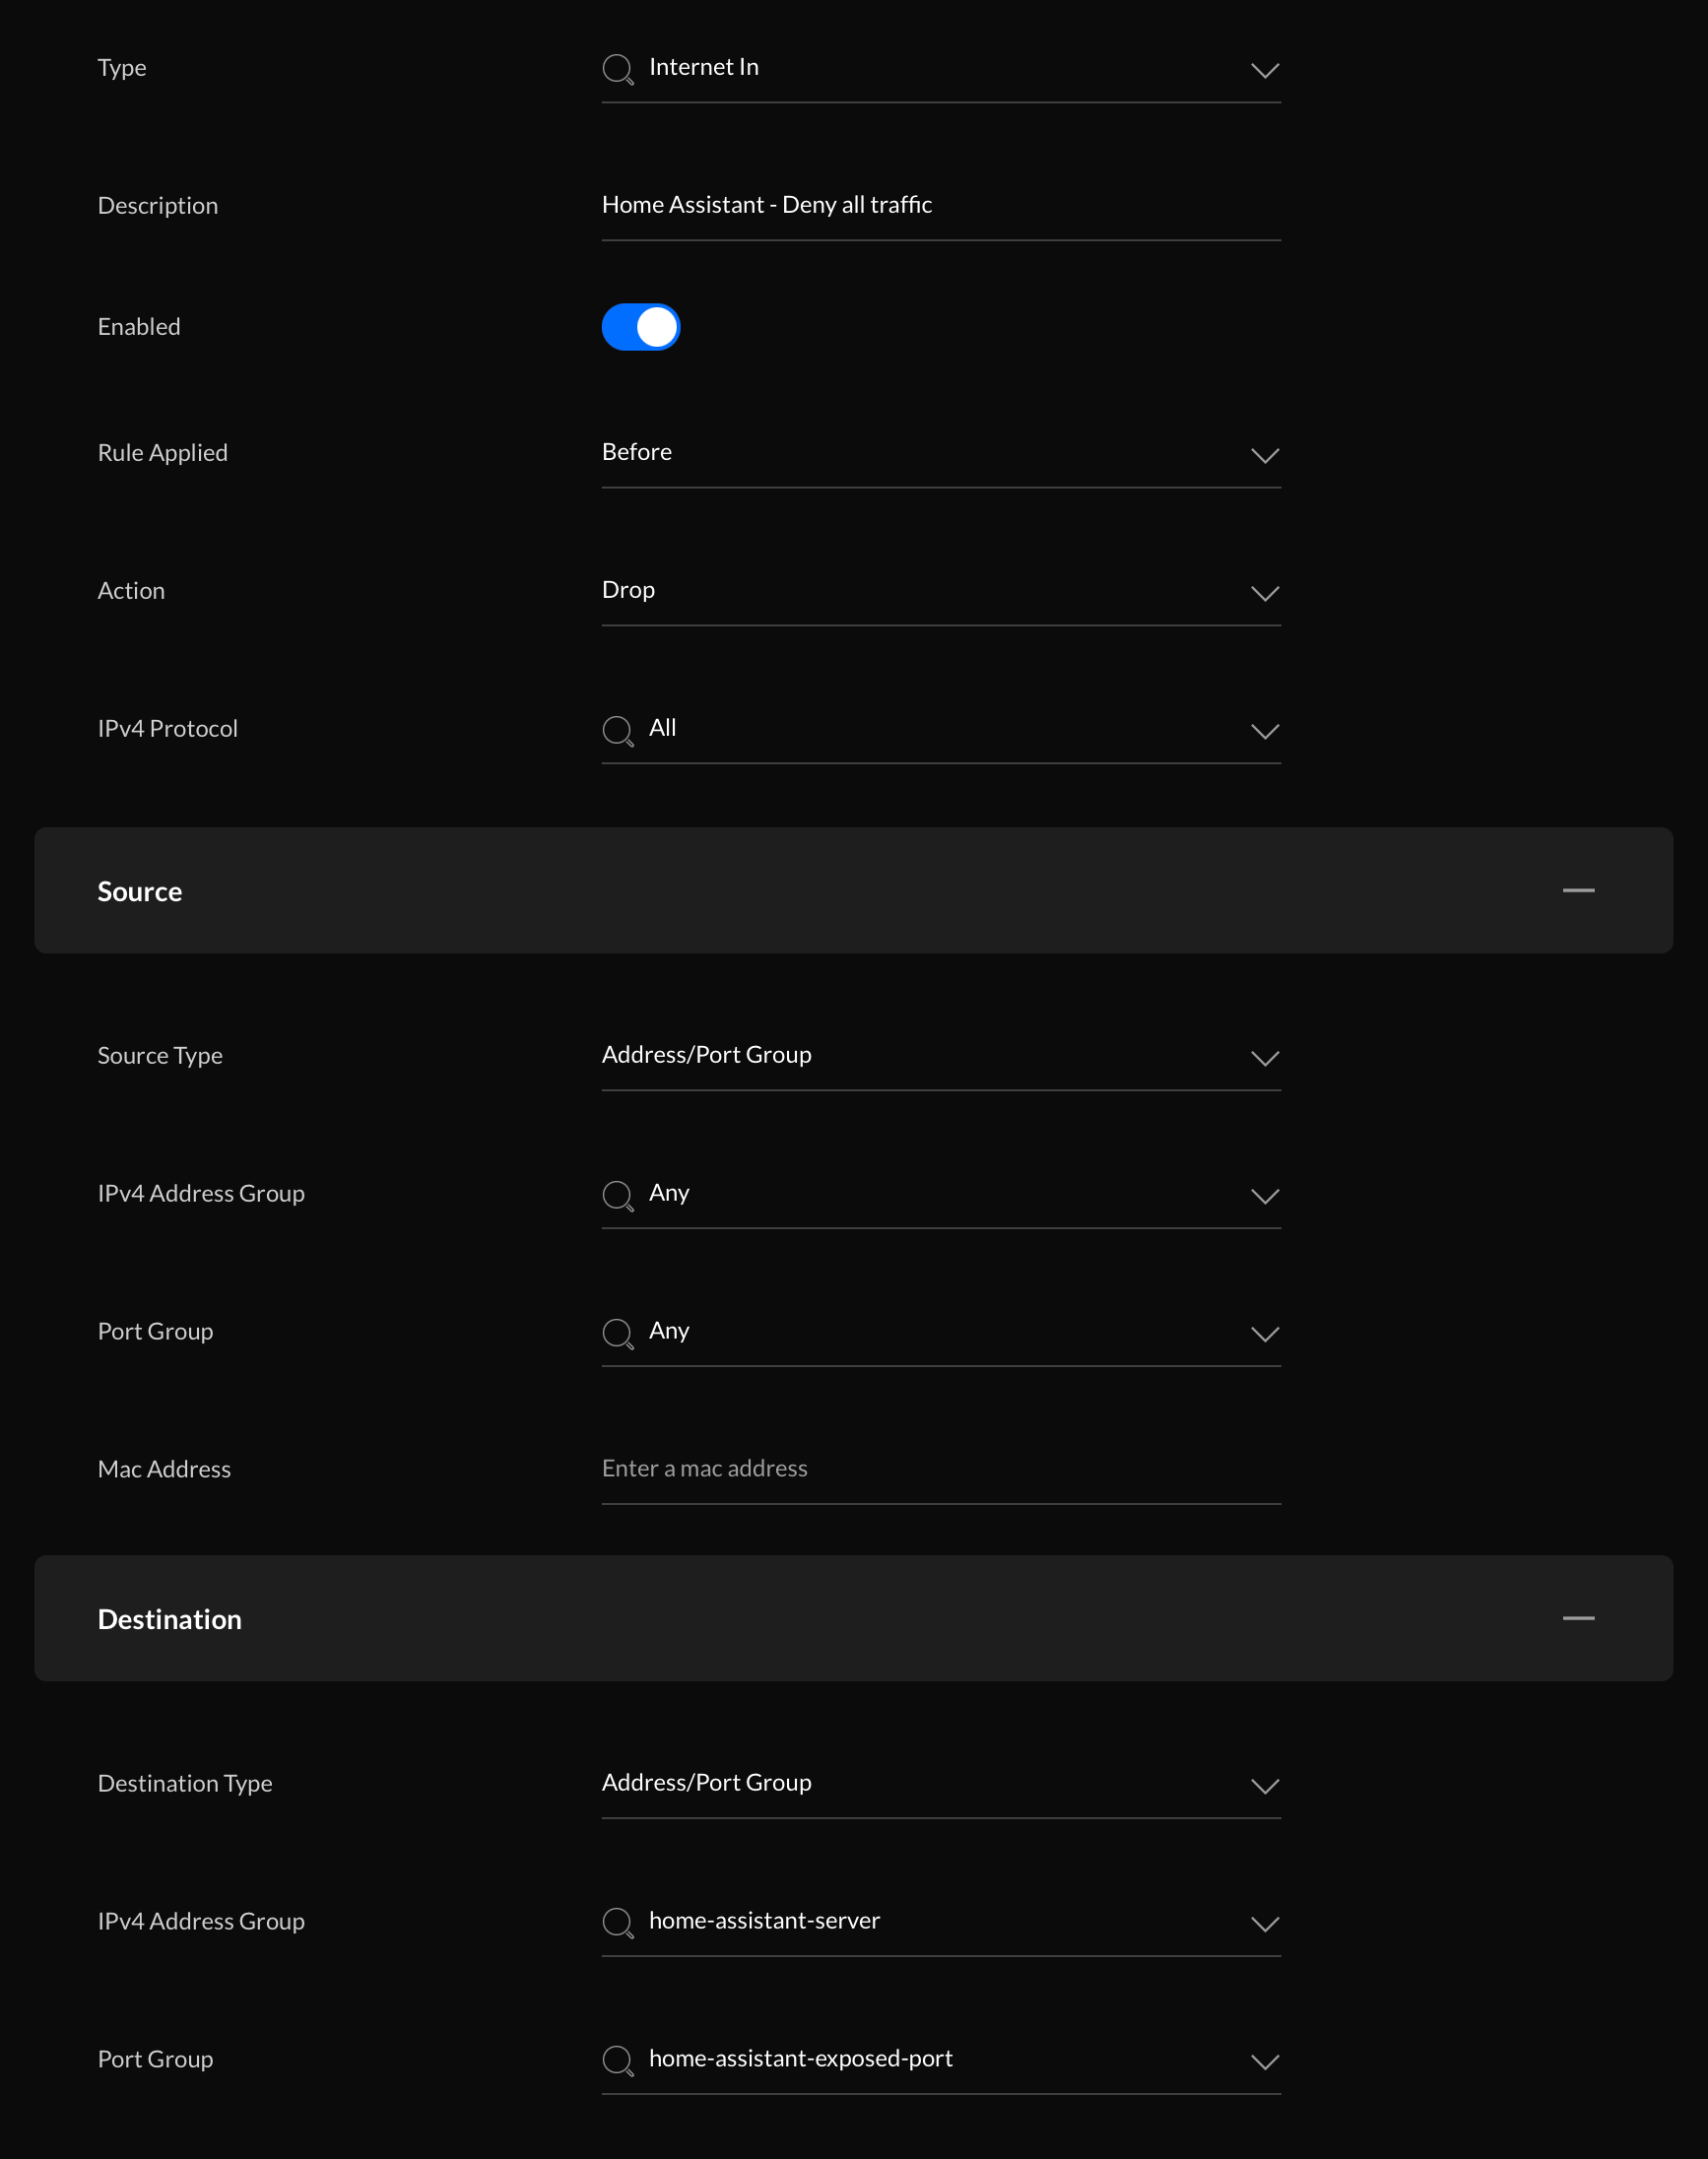 Type Internet In
Description Home Assistant - Deny all traffic
Enabled
Rule Applied Before
Action Drop
IPv4 Protocol All
Source
Source Type Address/Port Group
IPv4 Address Group Any
Port Group Any
Mac Address Enter a mac address
Destination
Destination Type Address/Port Group
IPv4 Address Group home-assistant-server
Port Group home-assistant-exposed-port